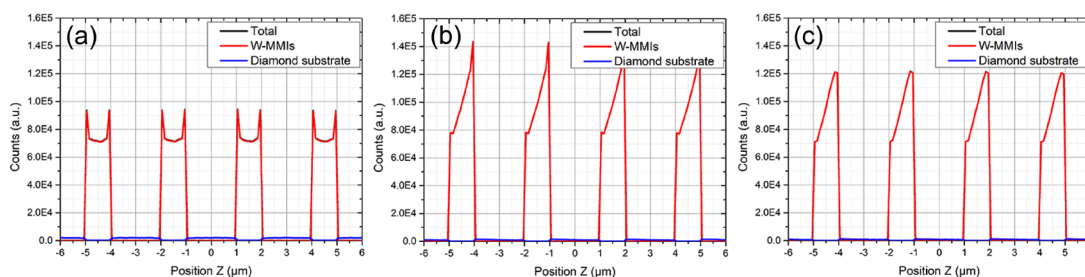 (a)
Total
W-MMIs
Diamond substrate
Counts (a.u.)
1.6E5
1.4E5
1.2E5
1.0E5
8.0E4
6.0E4
4.0E4
2.0E4
0.0
-6 -5 -4 -3 -2 -1 0 1 2 3 4 5 6
Position Z (μm)
(b)
Total
W-MMIs
Diamond substrate
Counts (a.u.)
1.6E5
1.4E5
1.2E5
1.0E5
8.0E4
6.0E4
4.0E4
2.0E4
0.0
-6 -5 -4 -3 -2 -1 0 1 2 3 4 5 6
Position Z (μm)
(c)
Total
W-MMIs
Diamond substrate
Counts (a.u.)
1.6E5
1.4E5
1.2E5
1.0E5
8.0E4
6.0E4
4.0E4
2.0E4
0.0
-6 -5 -4 -3 -2 -1 0 1 2 3 4 5 6
Position Z (μm)